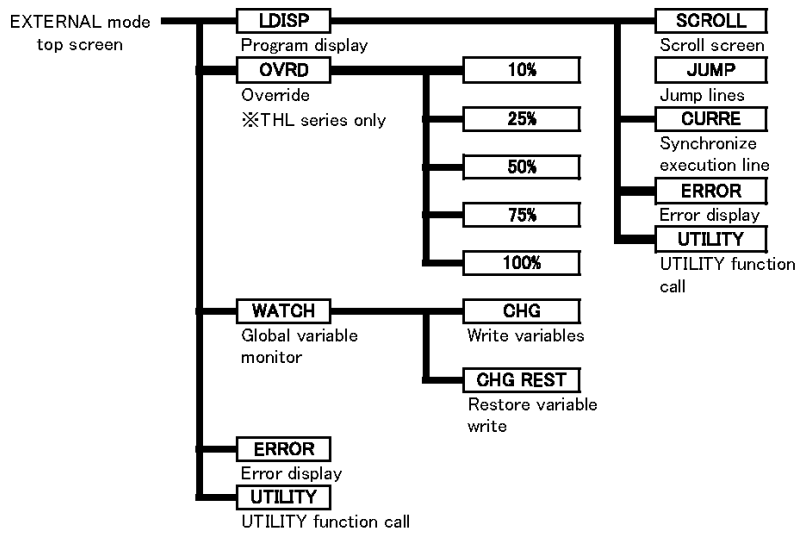 EXTERNAL mode
top screen
LDISP
Program display
OVRD
Override
※THL series only
10%
25%
50%
75%
100%
WATCH
Global variable
monitor
CHG
Write variables
CHG REST
Restore variable
write
ERROR
Error display
UTILITY
UTILITY function call
SCROLL
Scroll screen
JUMP
Jump lines
CURRE
Synchronize
execution line
ERROR
Error display
UTILITY
UTILITY function
call